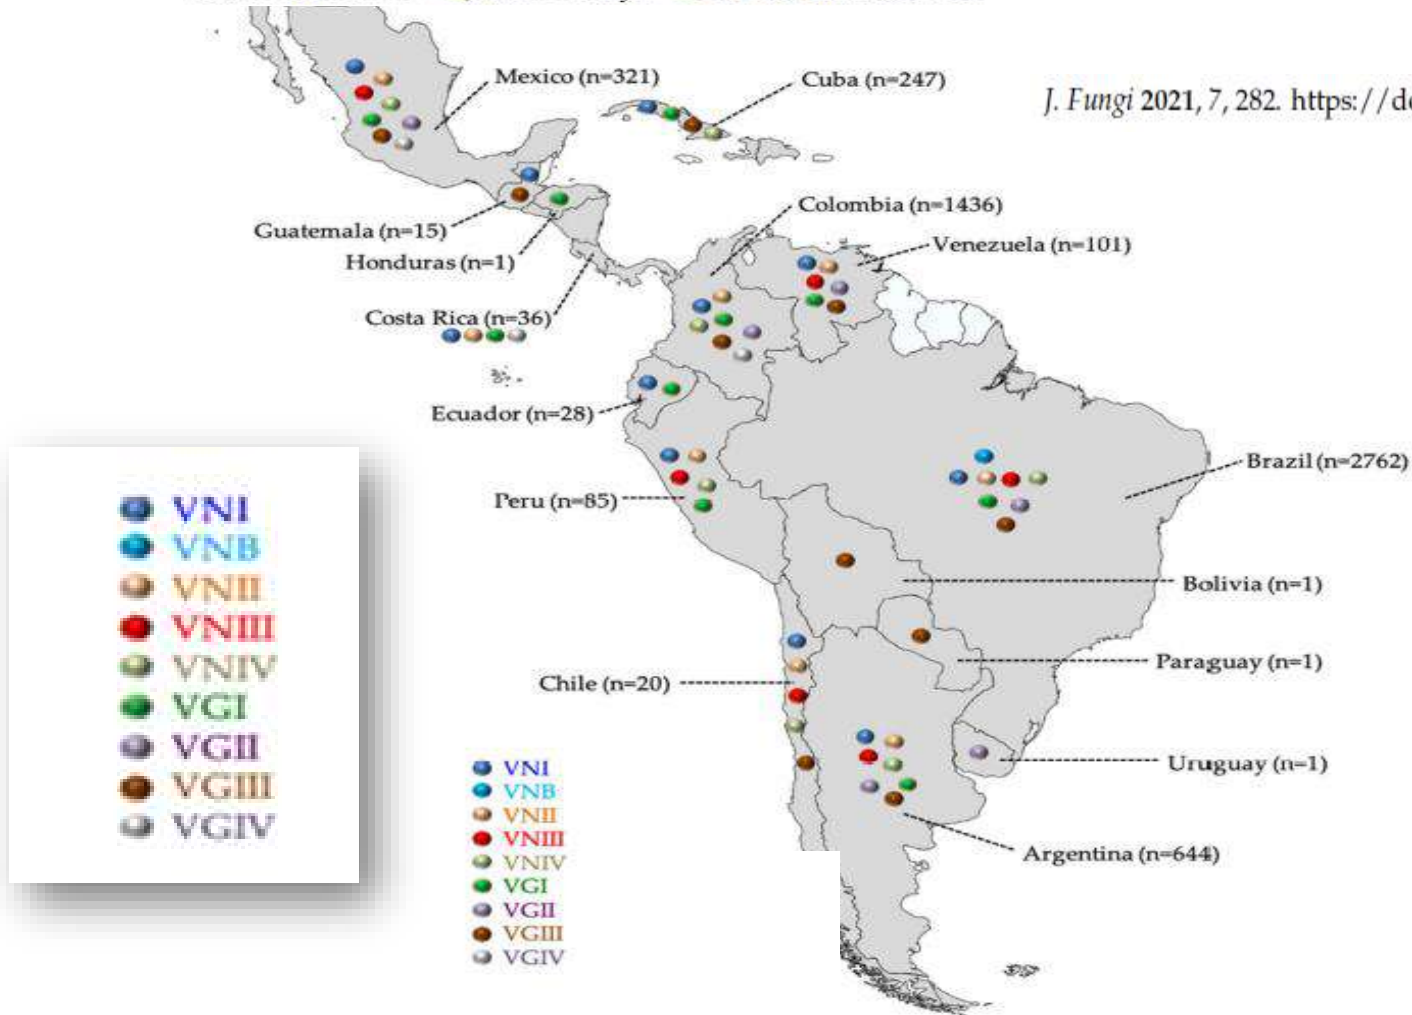 Mexico (n=321)
Cuba (n=247)
J. Fungi 2021, 7, 282. https://d
Colombia (n=1436)
Guatemala (n=15)
Venezuela (n=101)
Honduras (n=1)
Costa Rica (n=36)
Ecuador (n=28)
Brazil (n=2762)
Peru (n=85)
Bolivia (n=1)
Paraguay (n=1)
Chile (n=20)
Uruguay (n=1)
Argentina (n=644)
VNI
VNB
VNII
VNIII
VNIV
VGI
VGII
VGIII
VGIV
VNI
VNB
VNII
VNIII
VNIV
VGI
VGII
VGIII
VGIV